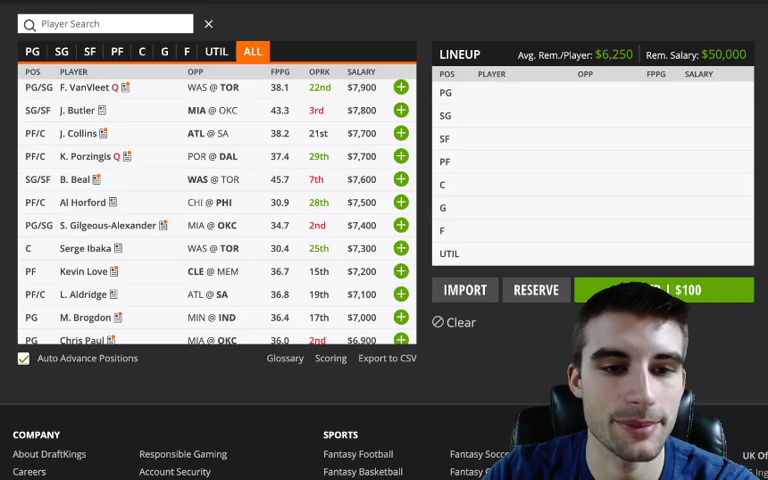 Player Search ×
PG SG SF PF C G F UTIL ALL
POS PLAYER OPP FPPG OPRK SALARY
PG/SG F. VanVleet Q WAS @ TOR 38.1 22nd $7,900
SG/SF J. Butler MIA @ OKC 43.3 3rd $7,800
PF/C J. Collins ATL @ SA 38.2 21st $7,700
PF/C K. Porzingis Q POR @ DAL 37.4 29th $7,700
SG/SF B. Beal WAS @ TOR 45.7 7th $7,600
PF/C Al Horford CHI @ PHI 30.9 28th $7,500
PG/SG S. Gilgeous-Alexander MIA @ OKC 34.7 2nd $7,400
C Serge Ibaka WAS @ TOR 30.4 25th $7,300
PF Kevin Love CLE @ MEM 36.7 15th $7,200
PF/C L. Aldridge ATL @ SA 36.8 19th $7,100
PG M. Brogdon MIN @ IND 36.4 17th $7,000
PG Chris Paul MIA @ OKC 36.0 2nd $6,900
Auto Advance Positions Glossary Scoring Export to CSV
LINEUP Avg. Rem./Player: $6,250 Rem. Salary: $50,000
POS PLAYER OPP FPPG SALARY
PG
SG
SF
PF
C
G
F
UTIL
IMPORT RESERVE | $100
Clear
COMPANY
About DraftKings
Careers
Responsible Gaming
Account Security
SPORTS
Fantasy Football
Fantasy Basketball
Fantasy Socc
Fantasy
UK Of